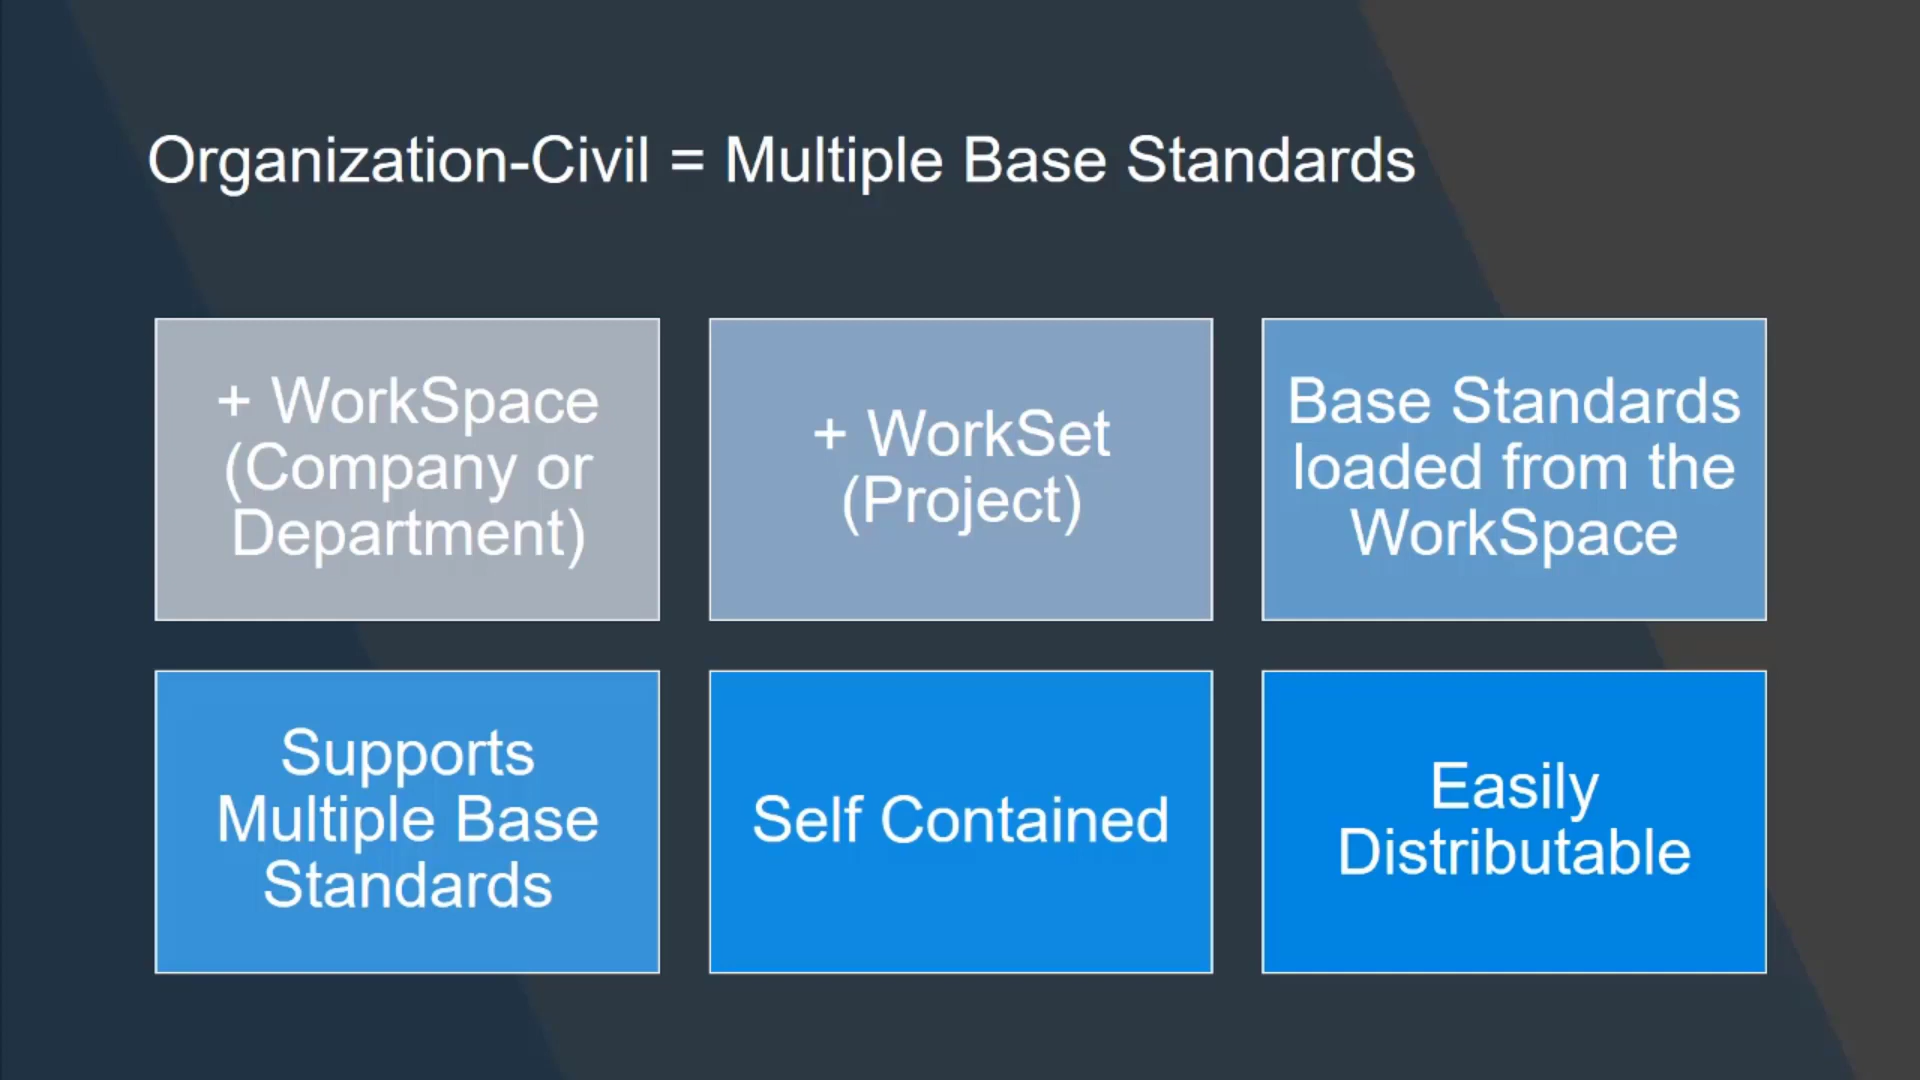 Organization-Civil = Multiple Base Standards
+ WorkSpace
(Company or
Department)
+ WorkSet
(Project)
Base Standards
loaded from the
WorkSpace
Supports
Multiple Base
Standards
Self Contained
Easily
Distributable